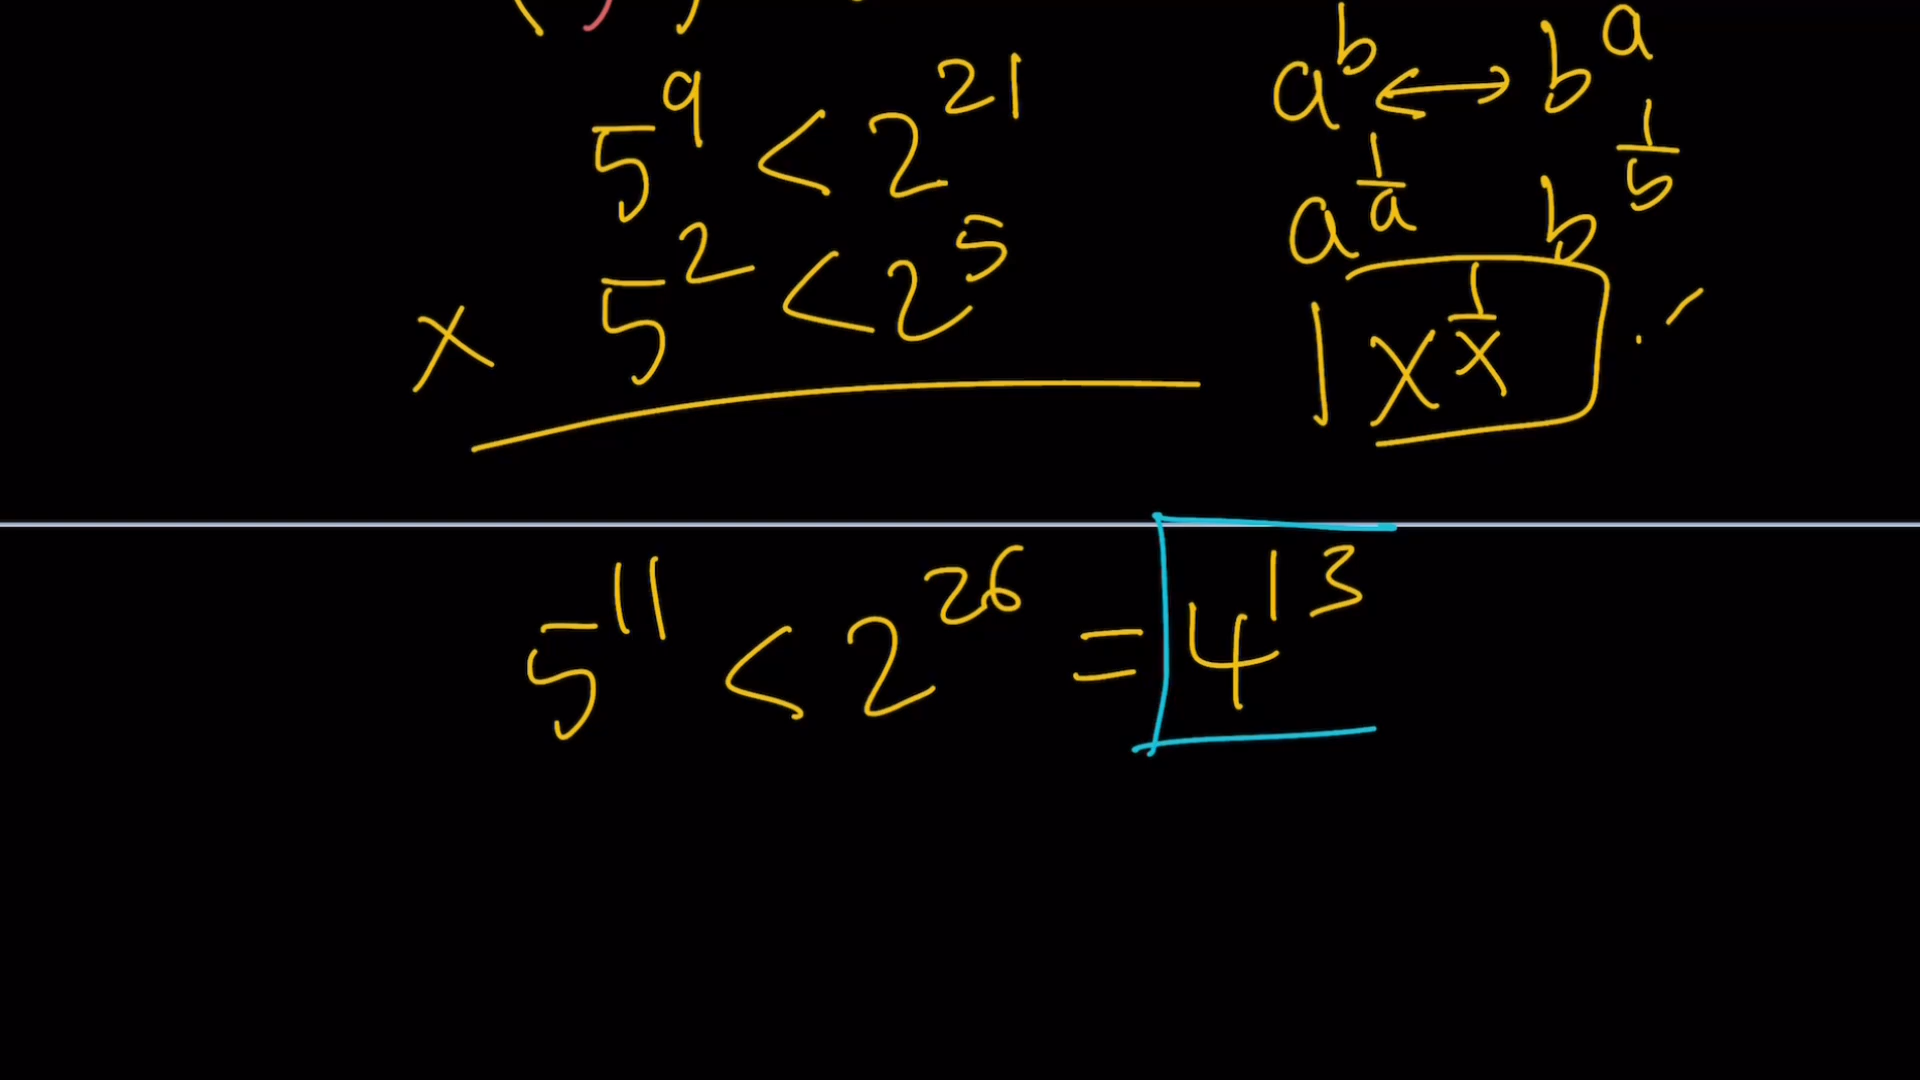 5^9 < 2^21
× 5^2 < 2^5
a^b ↔ b^a
a^(1/a) b^(1/b)
x^(1/x)
5^11 < 2^26 = 4^13